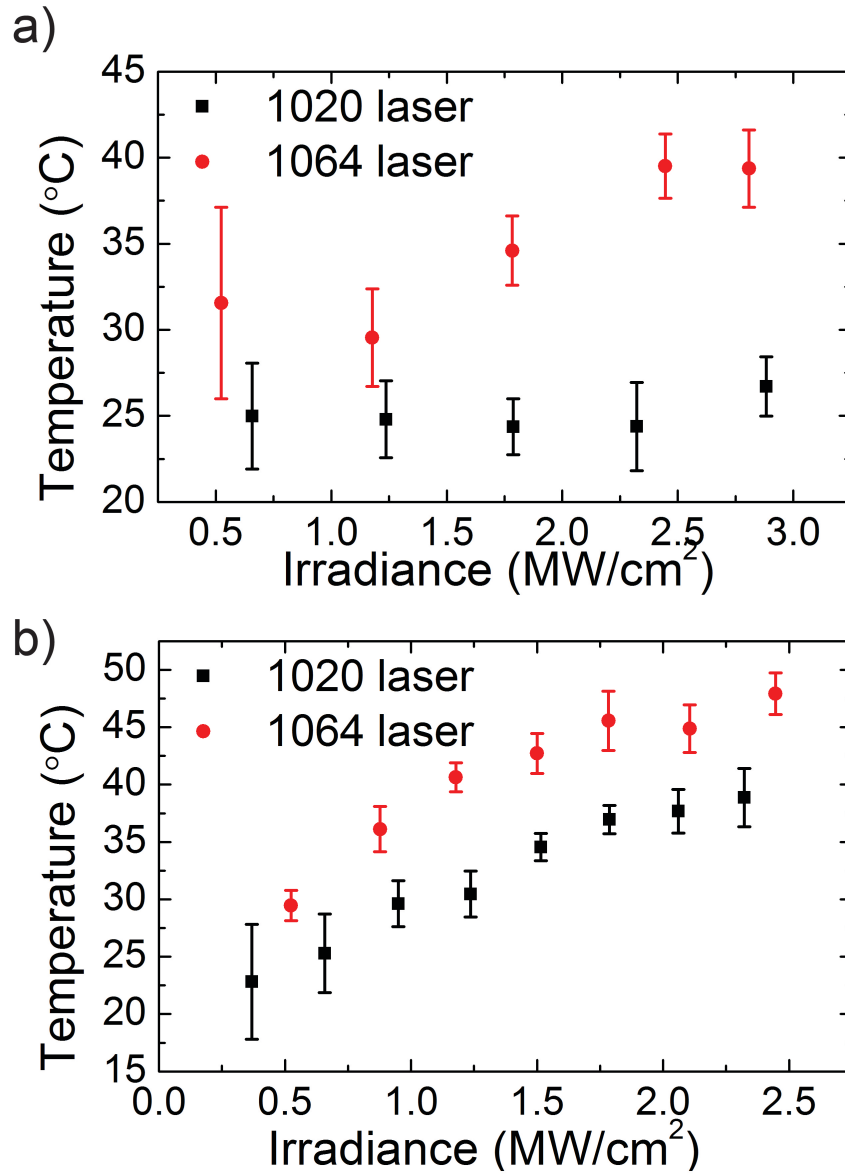 a)
45
40
35
30
25
20
Temperature (°C)
1020 laser
1064 laser
0.5 1.0 1.5 2.0 2.5 3.0
Irradiance (MW/cm²)
b)
50
45
40
35
30
25
20
15
Temperature (°C)
1020 laser
1064 laser
0.0 0.5 1.0 1.5 2.0 2.5
Irradiance (MW/cm²)